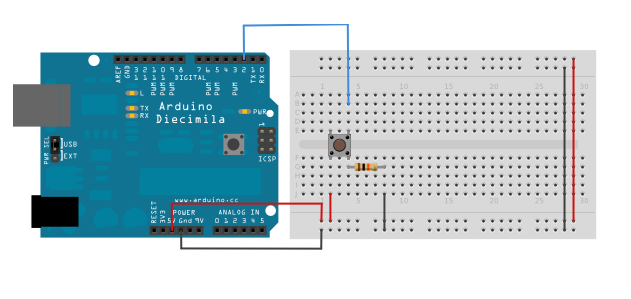 AREF
GND
13
12
11
10
9
8
7
6
5
4
3
2
1
0
PWM
PWM
PWM
PWM
PWM
PWM
TX
RX
DIGITAL
L
TX
RX
Arduino
Diecimila
PWR
1
ICSP
PWR SEL
USB
EXT
www.arduino.cc
RESET
3V3
5V
Gnd
9V
POWER
ANALOG IN
0 1 2 3 4 5
1 5 10 15 20 25 30
1 5 10 15 20 25 30